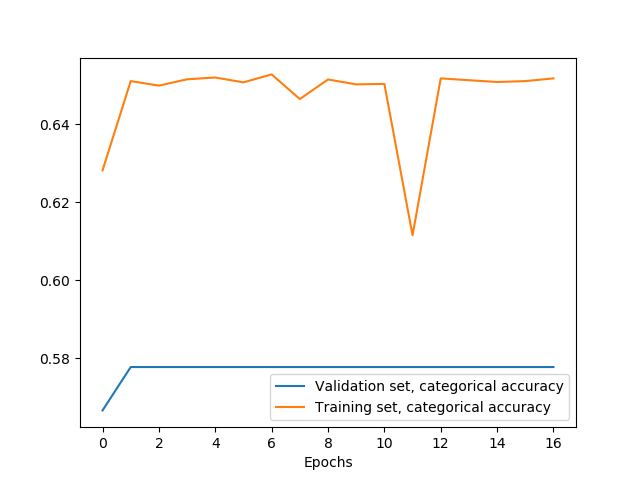 0.64
0.62
0.60
0.58
Validation set, categorical accuracy
Training set, categorical accuracy
0 2 4 6 8 10 12 14 16
Epochs